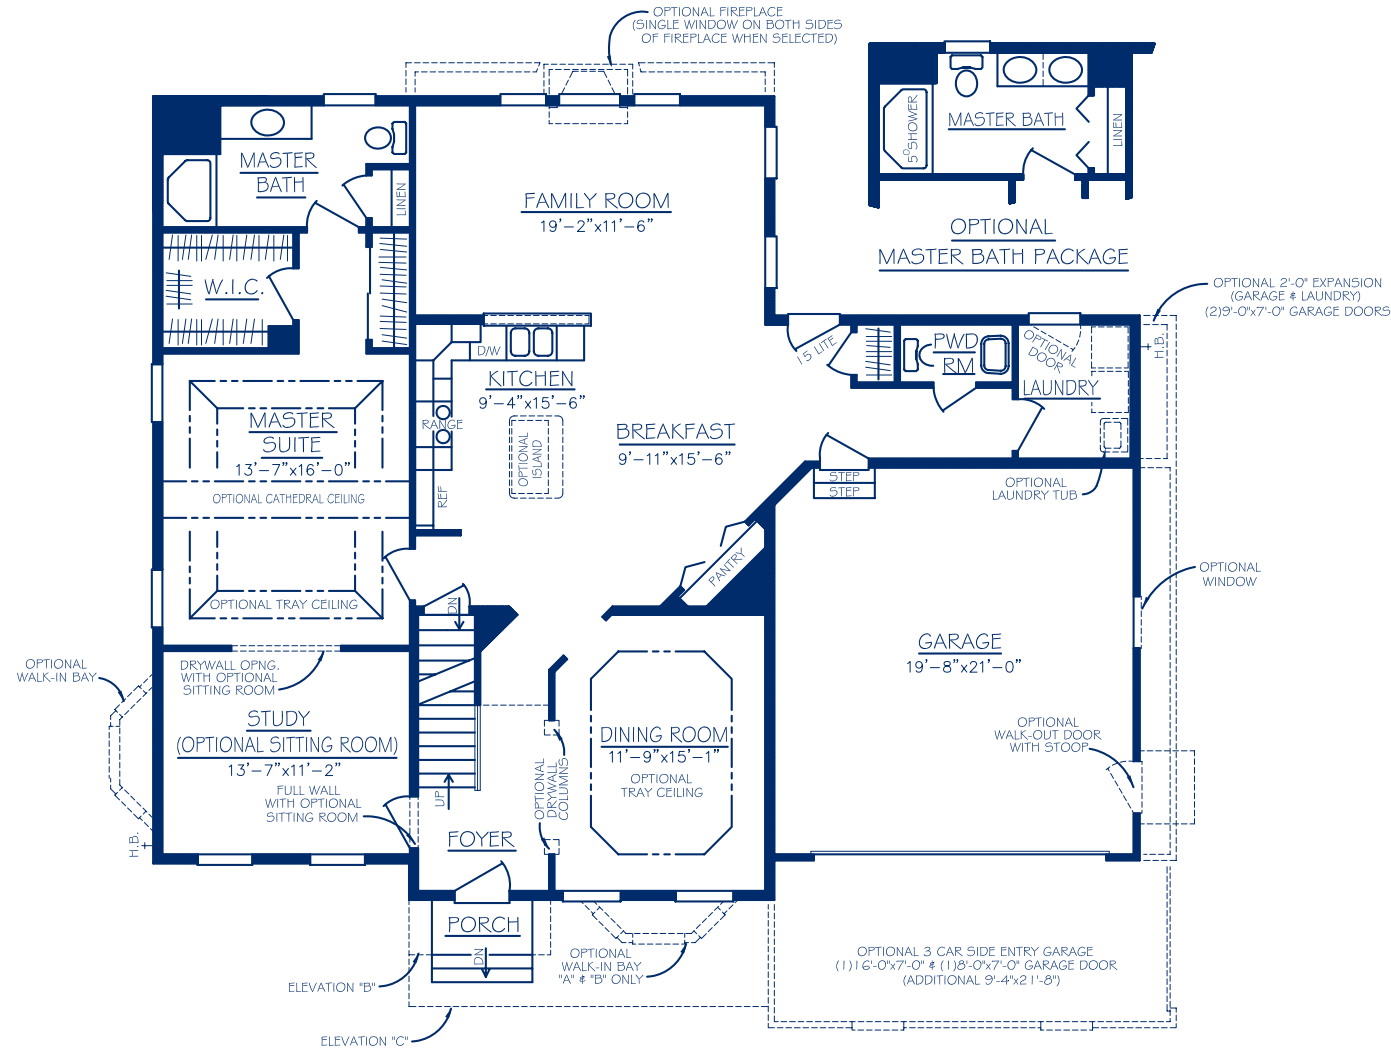 OPTIONAL FIREPLACE
(SINGLE WINDOW ON BOTH SIDES
OF FIREPLACE WHEN SELECTED)
MASTER
BATH
LINEN
FAMILY ROOM
19'-2"x11'-6"
5⁰SHOWER
MASTER BATH
LINEN
OPTIONAL
MASTER BATH PACKAGE
OPTIONAL 2'-0" EXPANSION
(GARAGE & LAUNDRY)
(2)9'-0"x7'-0" GARAGE DOORS
W.I.C.
D/W
KITCHEN
9'-4"x15'-6"
RANGE
OPTIONAL
ISLAND
REF
15 LITE
PWD
RM
OPTIONAL
DOOR
LAUNDRY
H.B.
MASTER
SUITE
13'-7"x16'-0"
OPTIONAL CATHEDRAL CEILING
OPTIONAL TRAY CEILING
BREAKFAST
9'-11"x15'-6"
STEP
STEP
OPTIONAL
LAUNDRY TUB
PANTRY
OPTIONAL
WINDOW
DN
GARAGE
19'-8"x21'-0"
OPTIONAL
WALK-IN BAY
DRYWALL OPNG.
WITH OPTIONAL
SITTING ROOM
STUDY
(OPTIONAL SITTING ROOM)
13'-7"x11'-2"
FULL WALL
WITH OPTIONAL
SITTING ROOM
H.B.
UP
FOYER
OPTIONAL
DRYWALL
COLUMNS
DINING ROOM
11'-9"x15'-1"
OPTIONAL
TRAY CEILING
OPTIONAL
WALK-OUT DOOR
WITH STOOP
PORCH
DN
OPTIONAL
WALK-IN BAY
"A" & "B" ONLY
OPTIONAL 3 CAR SIDE ENTRY GARAGE
(1)16'-0"x7'-0" & (1)8'-0"x7'-0" GARAGE DOOR
(ADDITIONAL 9'-4"x21'-8")
ELEVATION "B"
ELEVATION "C"